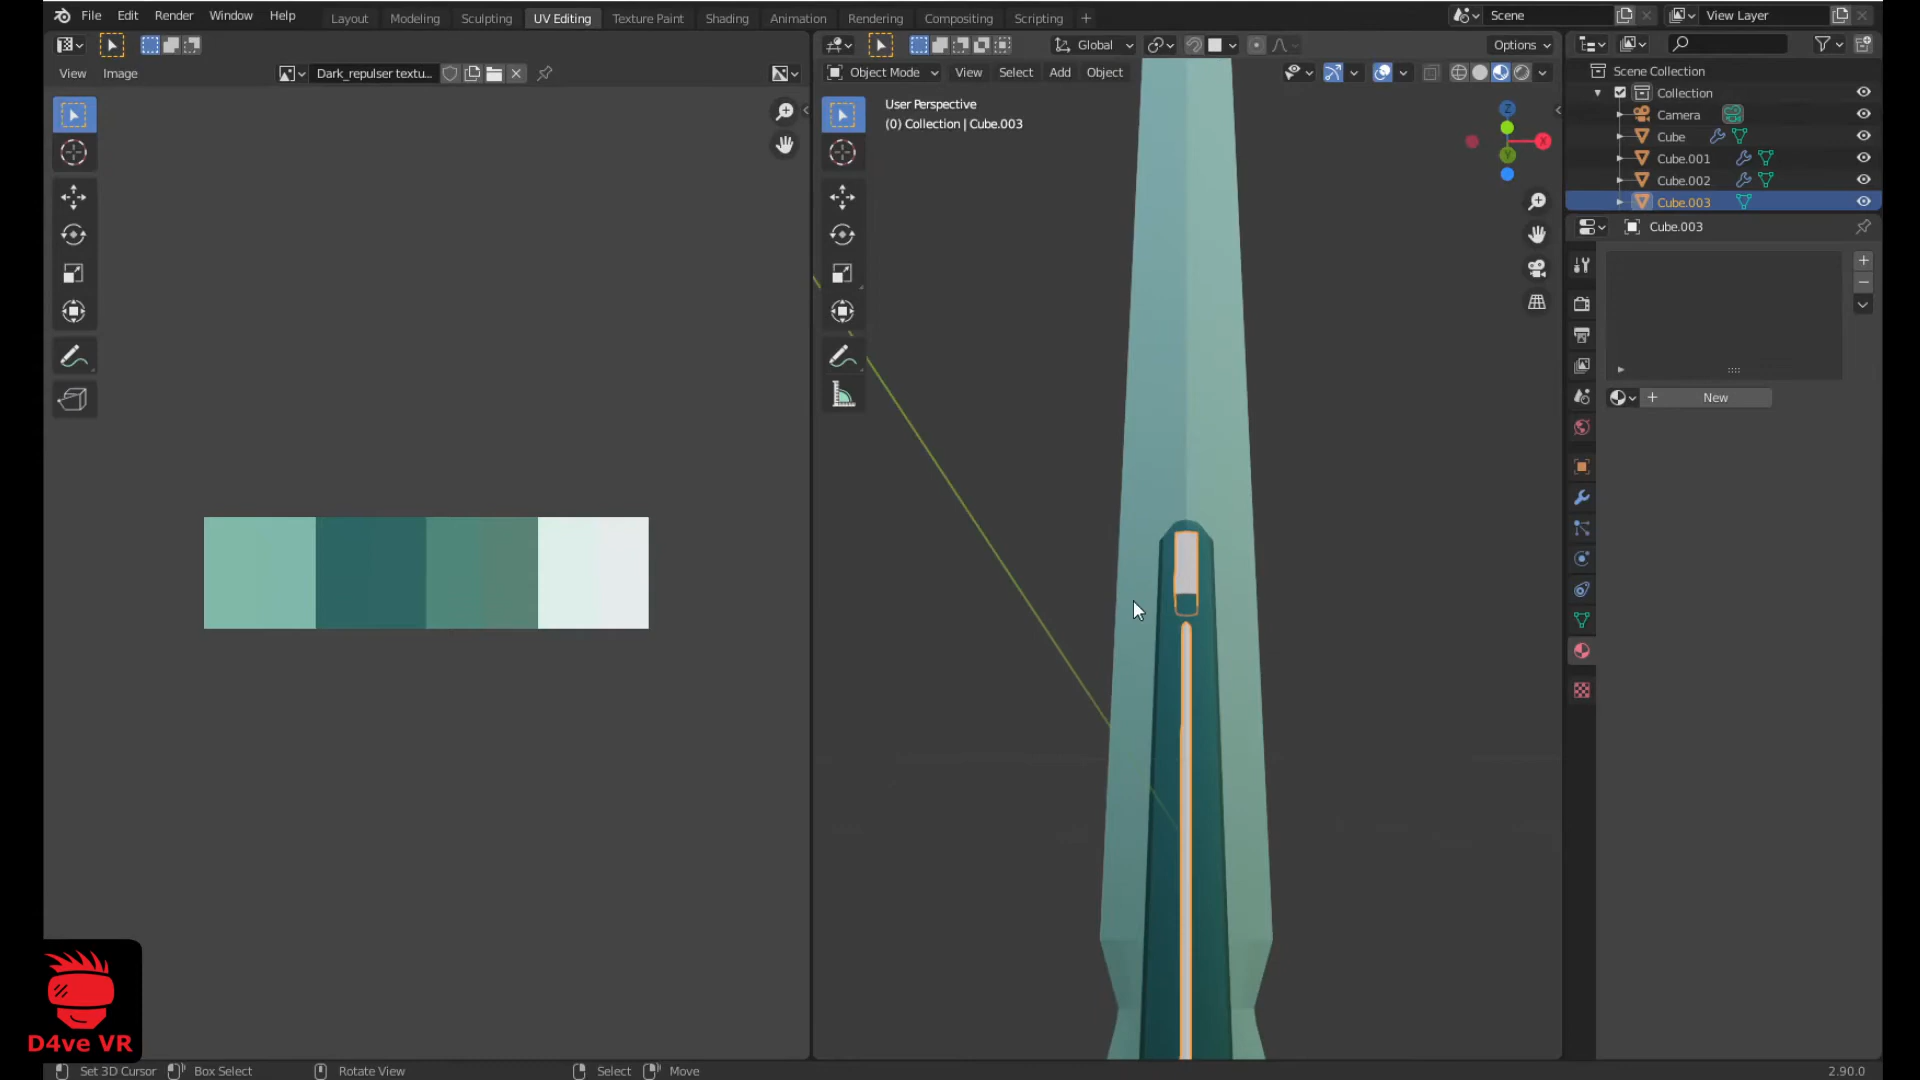 File Edit Render Window Help
Layout Modeling Sculpting UV Editing Texture Paint Shading Animation Rendering Compositing Scripting +
Scene
View Layer
Global
Options
View Image
Dark_repulser textu...
Object Mode View Select Add Object
User Perspective
(0) Collection | Cube.003
Z
X
Y
Scene Collection
Collection
Camera
Cube
Cube.001
Cube.002
Cube.003
Cube.003
+ New
D4ve VR
Set 3D Cursor Box Select Rotate View Select Move 2.90.0